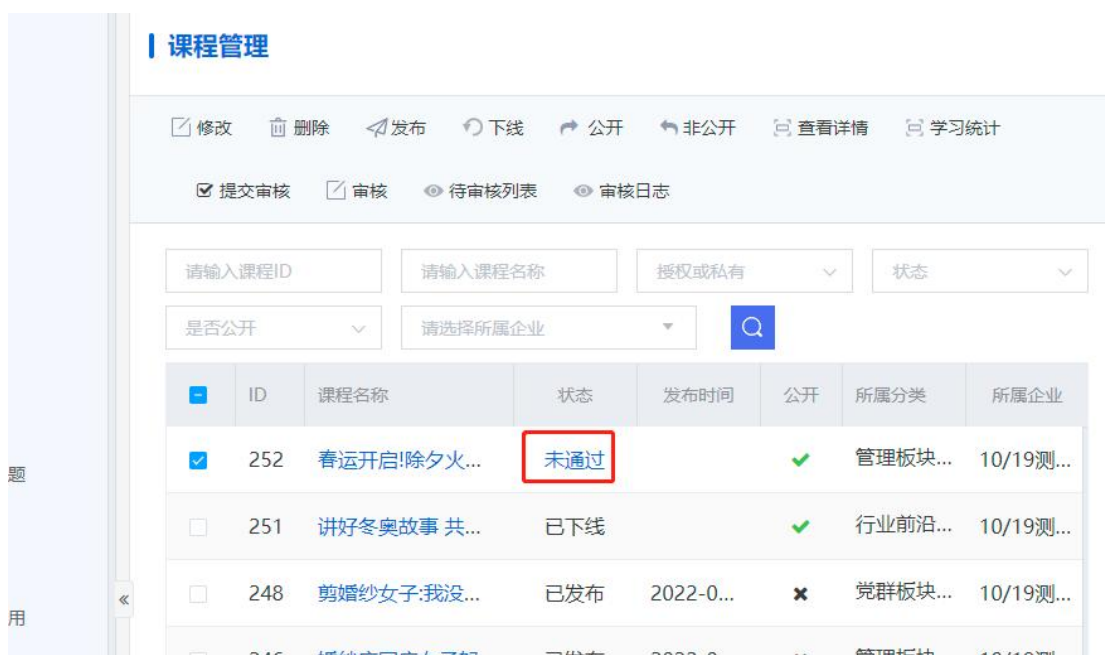 课程管理
修改 删除 发布 下线 公开 非公开 查看详情 学习统计
提交审核 审核 待审核列表 审核日志
请输入课程ID 请输入课程名称 授权或私有 状态
是否公开 请选择所属企业
ID 课程名称 状态 发布时间 公开 所属分类 所属企业
252 春运开启!除夕火... 未通过 管理板块... 10/19测...
题
251 讲好冬奥故事 共... 已下线 行业前沿... 10/19测...
248 剪婚纱女子:我没... 已发布 2022-0... 党群板块... 10/19测...
用